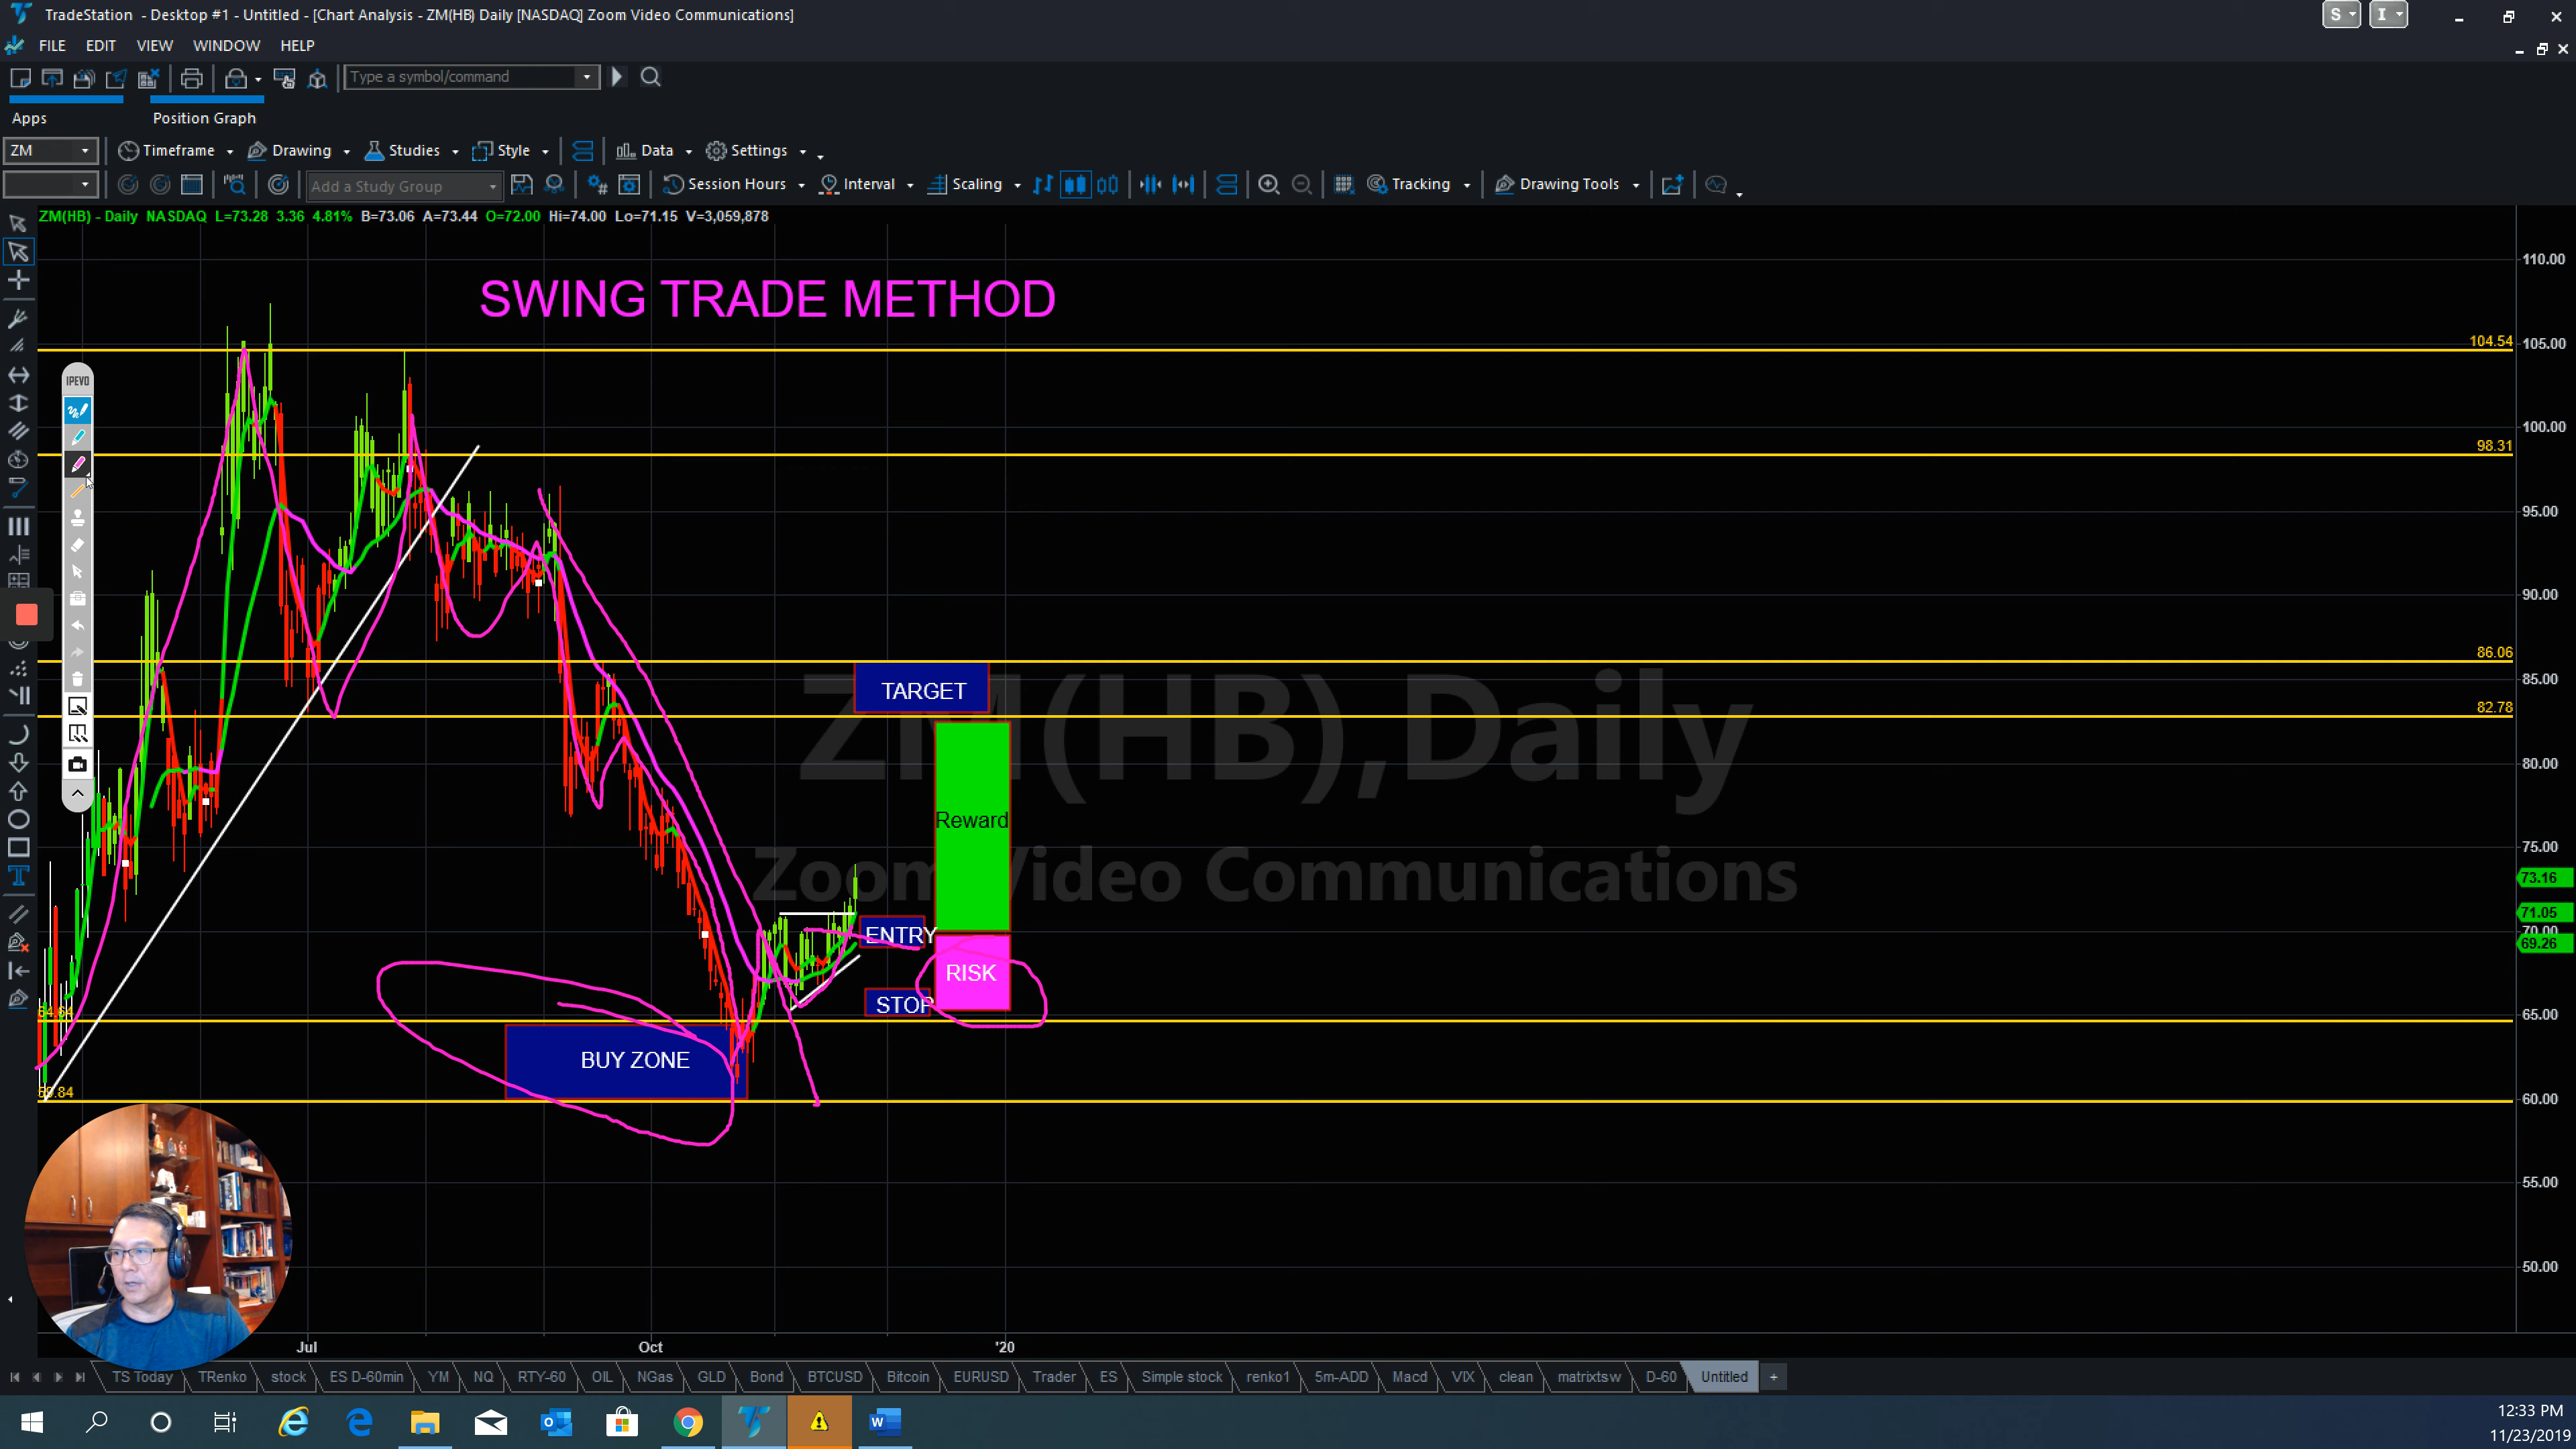 TradeStation - Desktop #1 - Untitled - [Chart Analysis - ZM(HB) Daily [NASDAQ] Zoom Video Communications]
S I
FILE EDIT VIEW WINDOW HELP
Type a symbol/command
Apps Position Graph
ZM Timeframe Drawing Studies Style Data Settings
Add a Study Group Session Hours Interval Scaling Tracking Drawing Tools
ZM(HB) - Daily NASDAQ L=73.28 3.36 4.81% B=73.06 A=73.44 O=72.00 Hi=74.00 Lo=71.15 V=3,059,878
110.00
SWING TRADE METHOD
104.54
105.00
IPEVO
100.00
98.31
95.00
90.00
86.06
85.00
TARGET
82.78
ZM(HB),Daily
80.00
Reward
75.00
Zoom Video Communications
73.16
71.05
70.00
ENTRY
69.26
RISK
STOP
65.00
64.64
BUY ZONE
59.84
60.00
55.00
50.00
Jul Oct '20
TS Today TRenko stock ES D-60min YM NQ RTY-60 OIL NGas GLD Bond BTCUSD Bitcoin EURUSD Trader ES Simple stock renko1 5m-ADD Macd VIX clean matrixtsw D-60 Untitled +
12:33 PM
11/23/2019